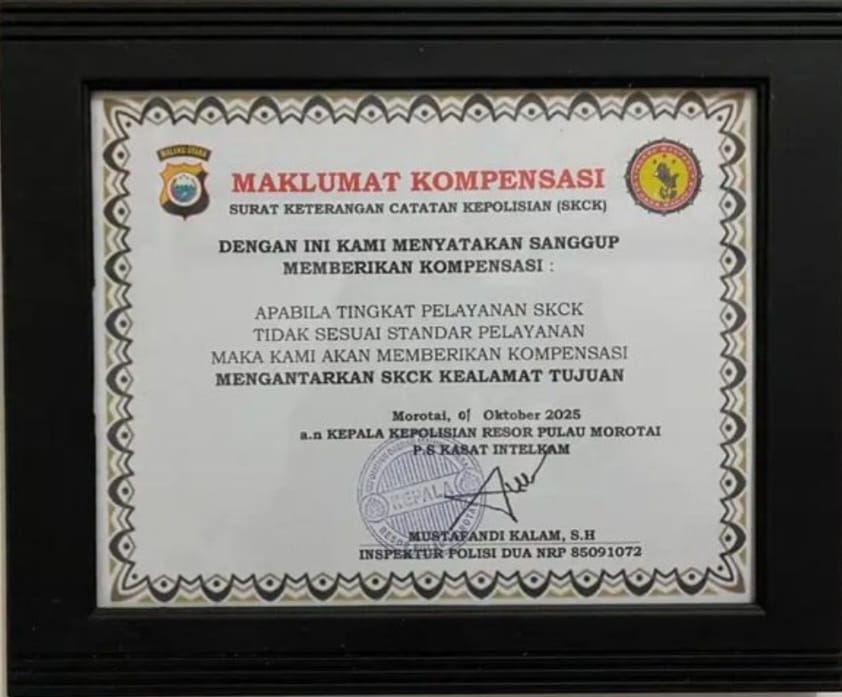 MALUKU UTARA
MAKLUMAT KOMPENSASI
SURAT KETERANGAN CATATAN KEPOLISIAN (SKCK)
DENGAN INI KAMI MENYATAKAN SANGGUP
MEMBERIKAN KOMPENSASI :
APABILA TINGKAT PELAYANAN SKCK
TIDAK SESUAI STANDAR PELAYANAN
MAKA KAMI AKAN MEMBERIKAN KOMPENSASI
MENGANTARKAN SKCK KEALAMAT TUJUAN
Morotai, 01 Oktober 2025
a.n KEPALA KEPOLISIAN RESOR PULAU MOROTAI
P.S KASAT INTELKAM
KEPALA
MUSTAFANDI KALAM, S.H
INSPEKTUR POLISI DUA NRP 85091072